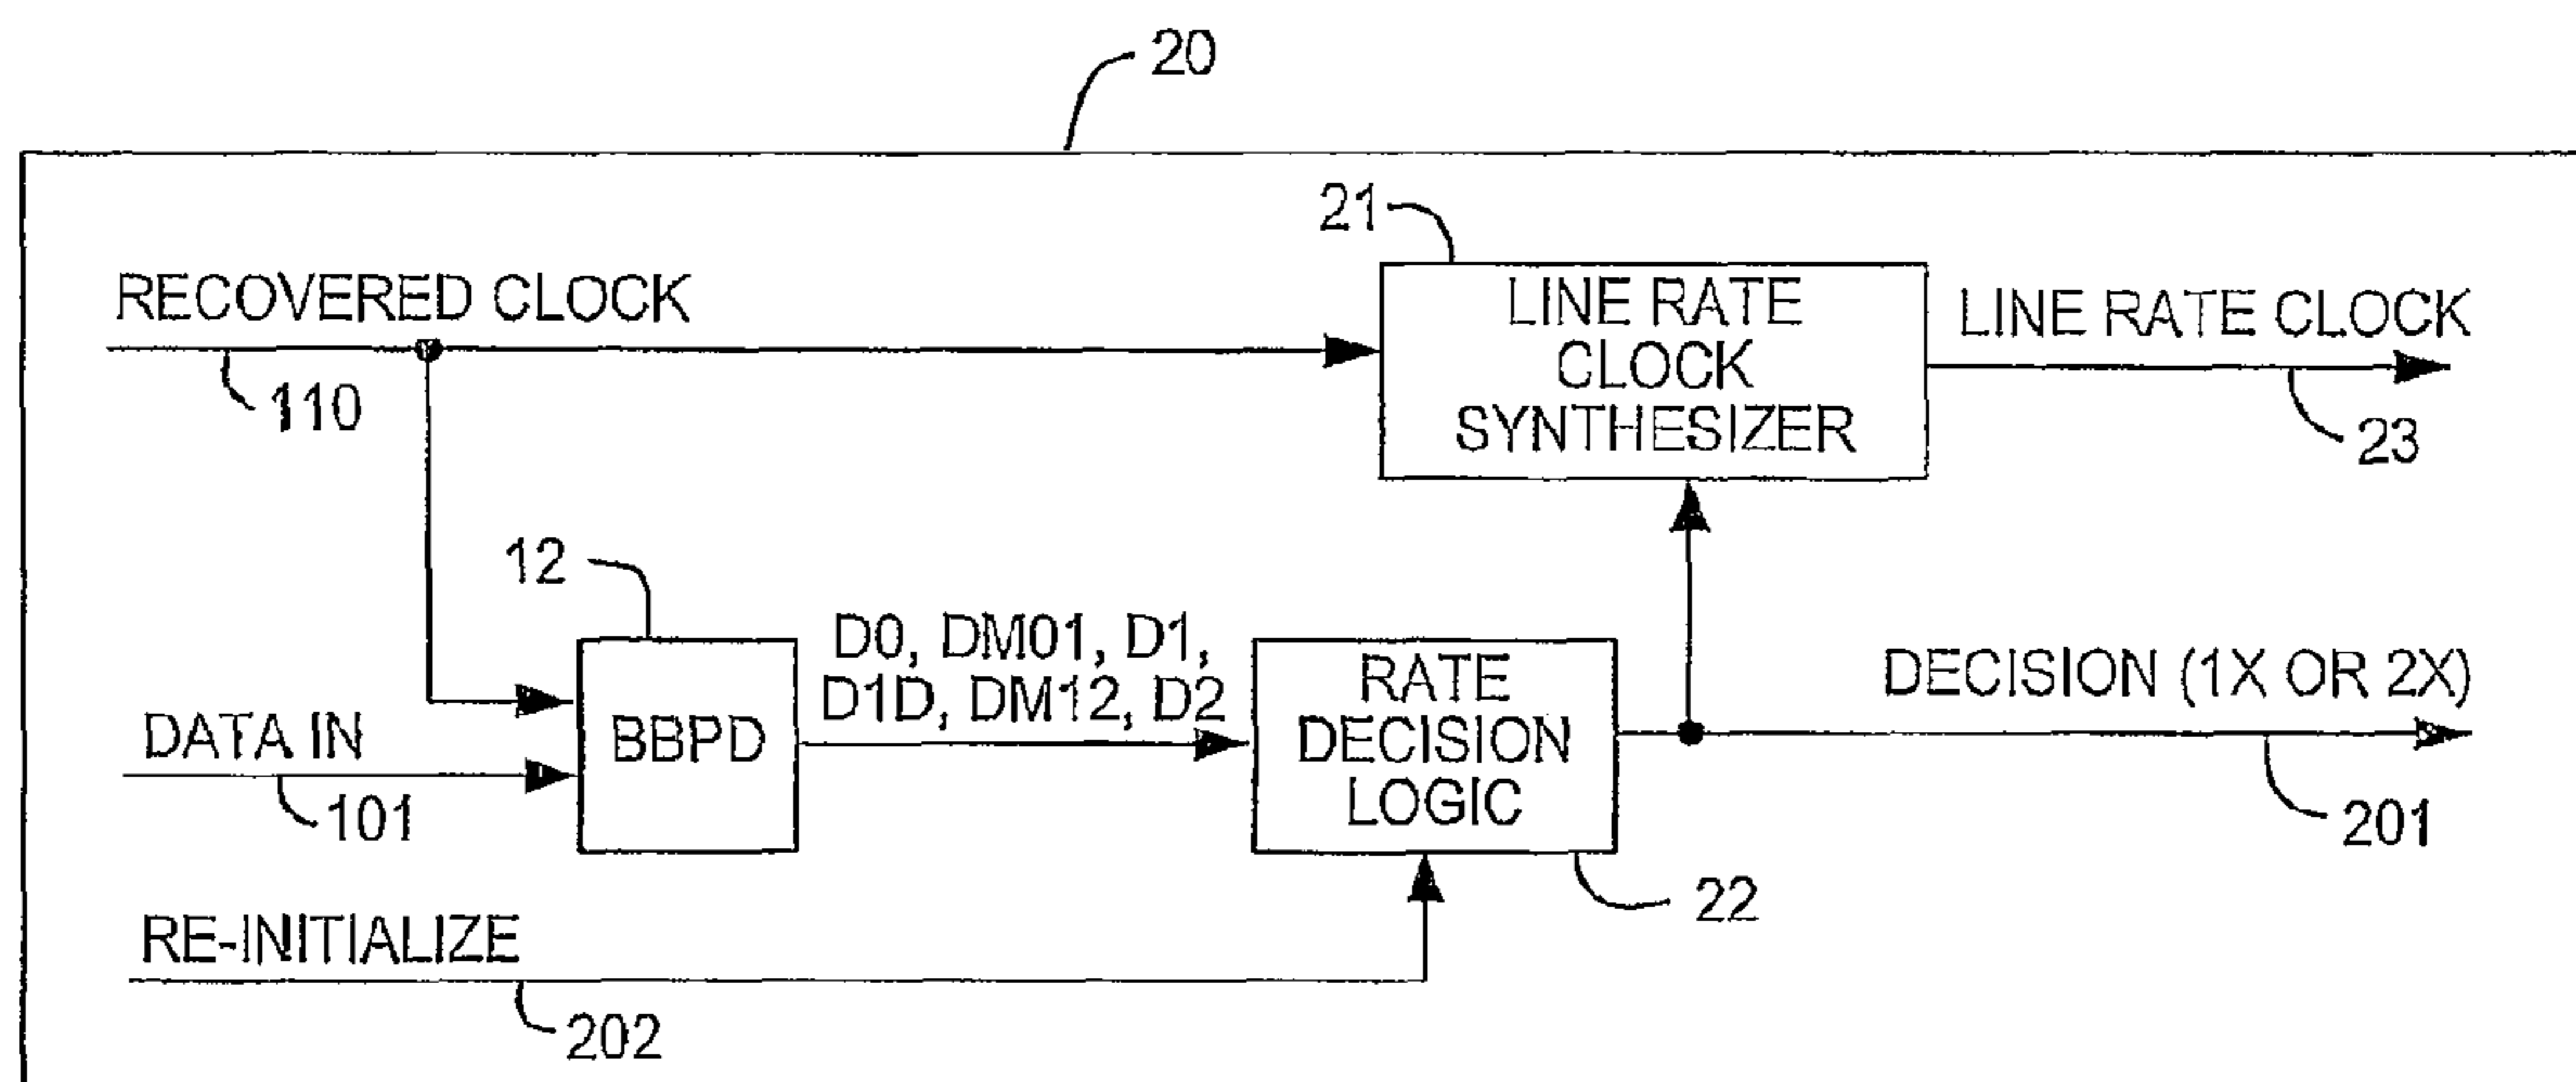 20
21
RECOVERED CLOCK
LINE RATE
CLOCK
SYNTHESIZER
LINE RATE CLOCK
110
23
12
D0, DM01, D1,
D1D, DM12, D2
BBPD
RATE
DECISION
LOGIC
DECISION (1X OR 2X)
DATA IN
101
201
22
RE-INITIALIZE
202